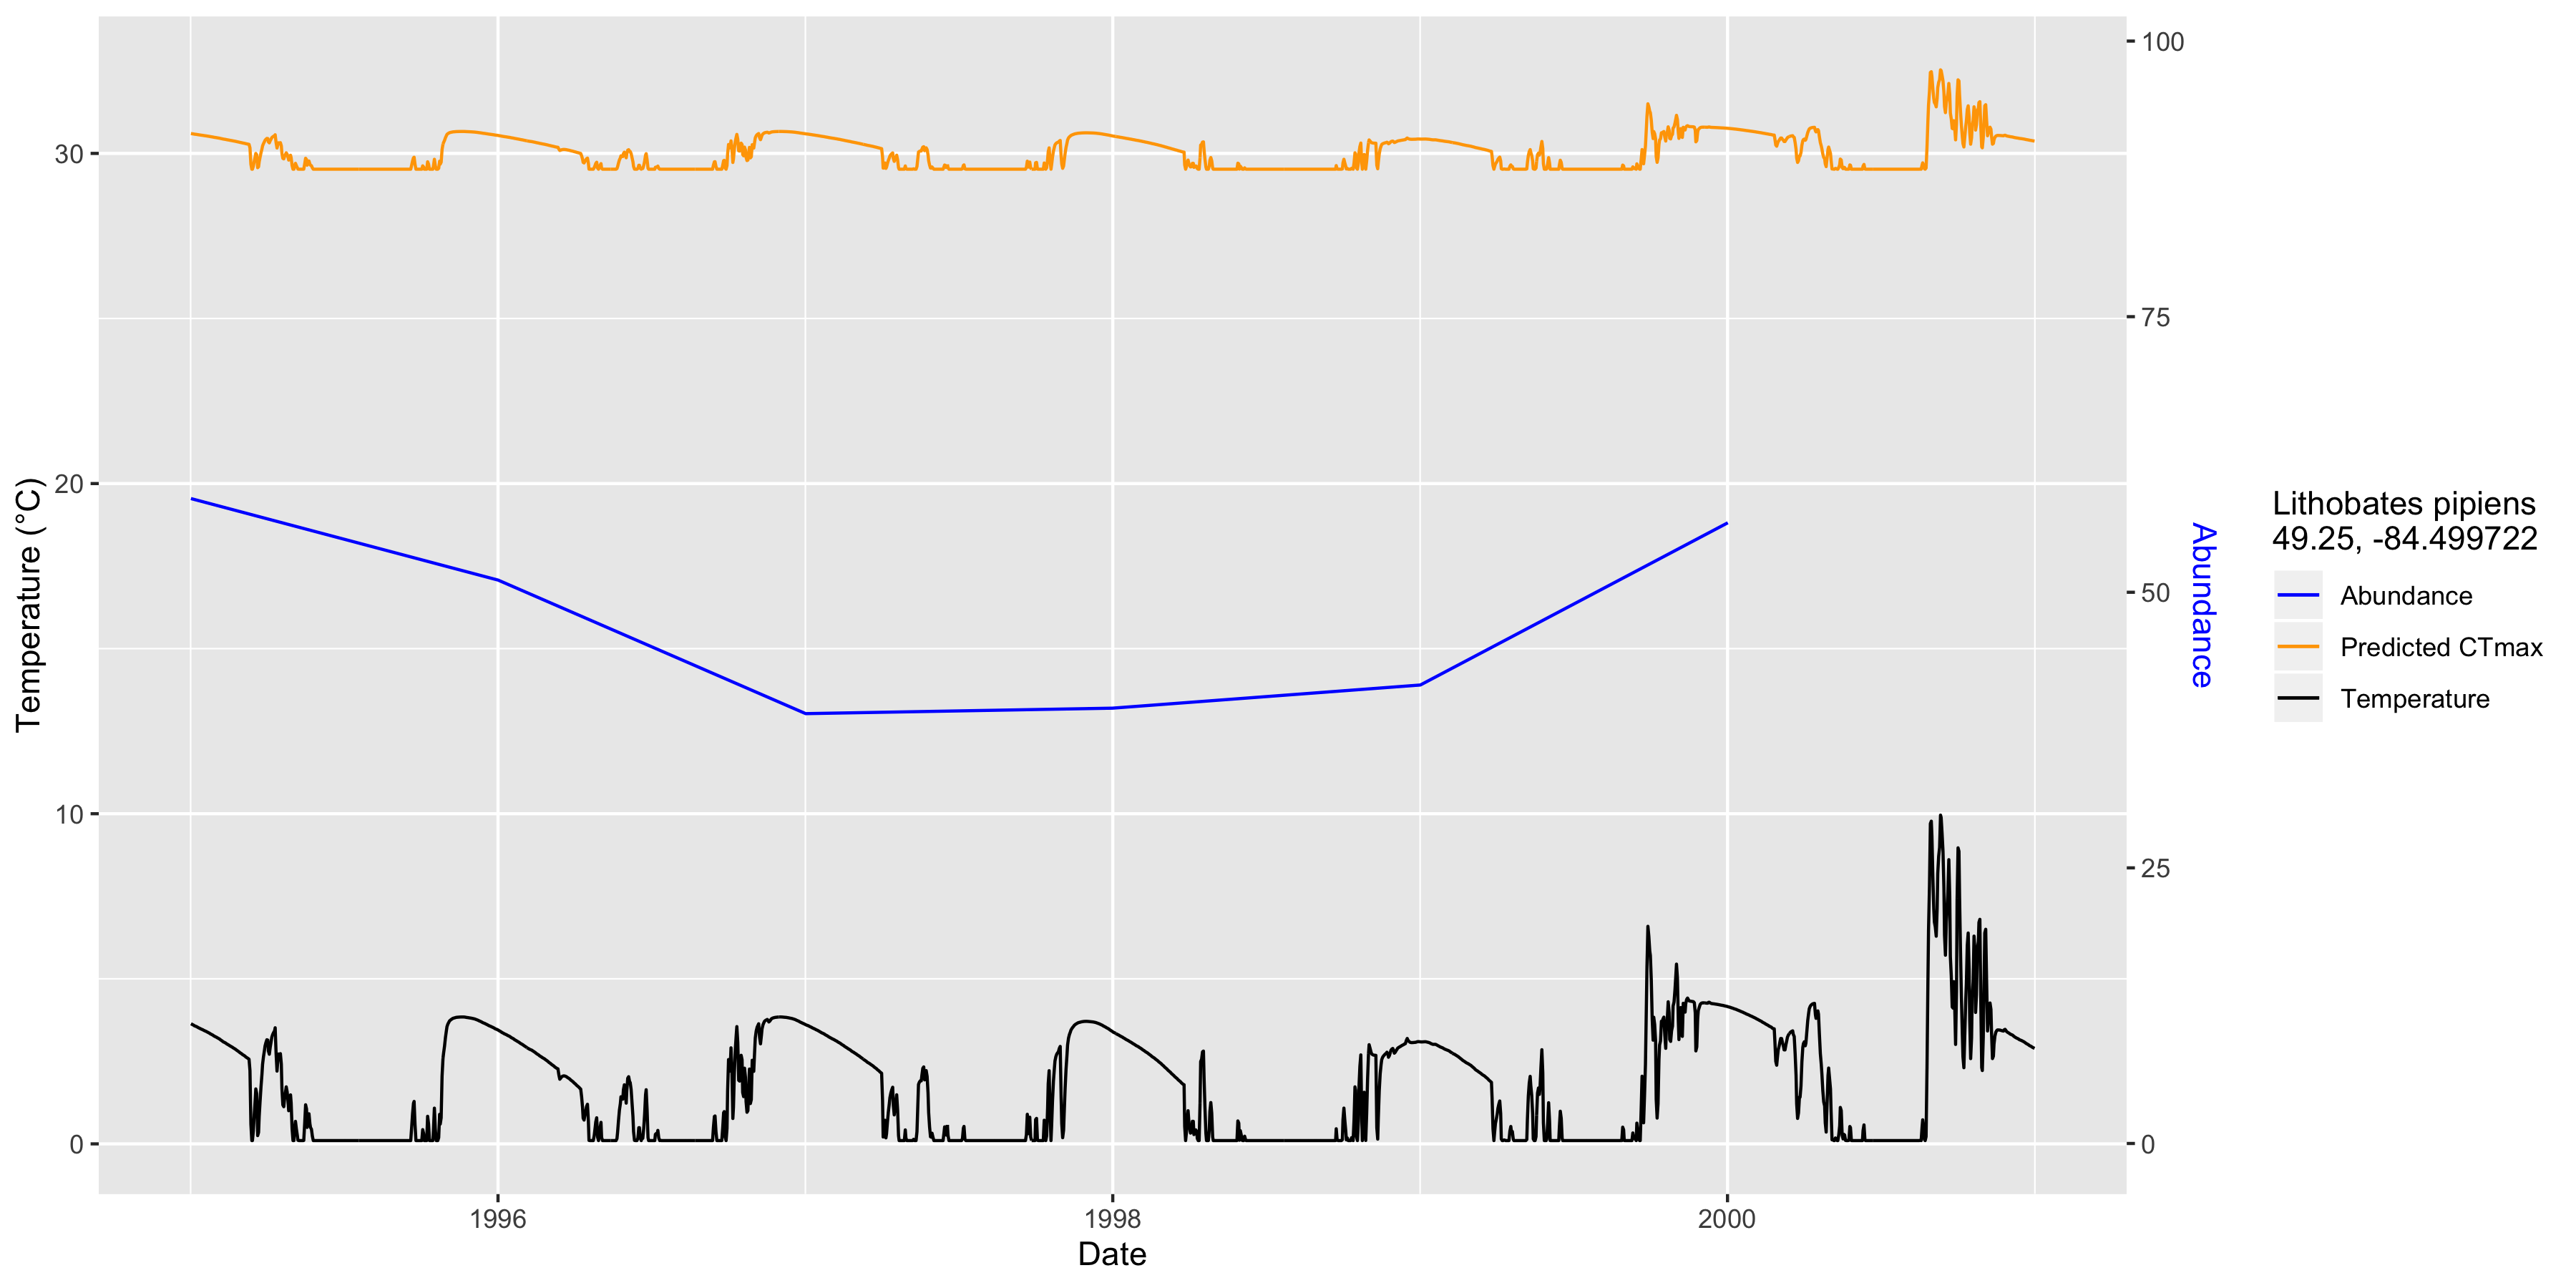 30
20
10
0
Temperature (°C)
1996
1998
2000
Date
100
75
50
25
0
Abundance
Lithobates pipiens
49.25, -84.499722
Abundance
Predicted CTmax
Temperature